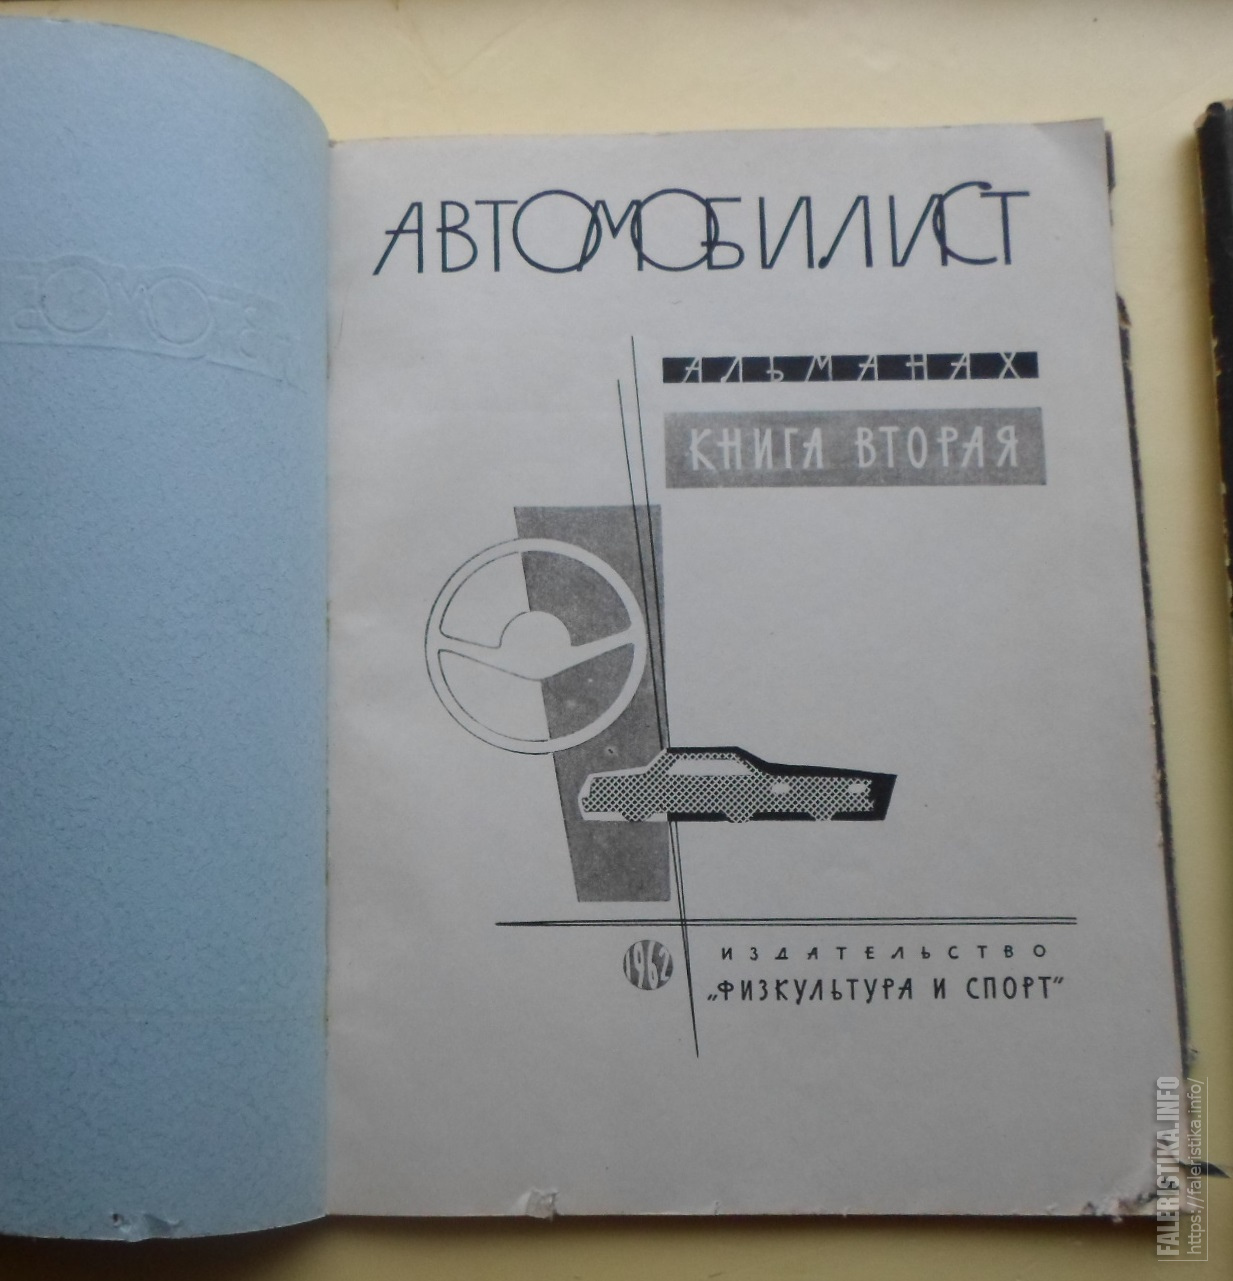 АВТОМОБИЛИСТ
АЛЬМАНАХ
КНИГА ВТОРАЯ
1962
ИЗДАТЕЛЬСТВО
„ФИЗКУЛЬТУРА И СПОРТ“
FALERISTIKA.INFO
https://faleristika.info/